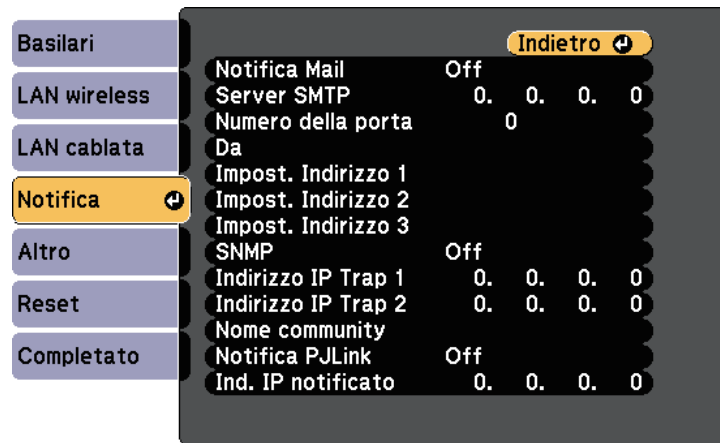 Basilari
LAN wireless
LAN cablata
Notifica
Altro
Reset
Completato
Indietro
Notifica Mail Off
Server SMTP 0. 0. 0. 0
Numero della porta 0
Da
Impost. Indirizzo 1
Impost. Indirizzo 2
Impost. Indirizzo 3
SNMP Off
Indirizzo IP Trap 1 0. 0. 0. 0
Indirizzo IP Trap 2 0. 0. 0. 0
Nome community
Notifica PJLink Off
Ind. IP notificato 0. 0. 0. 0